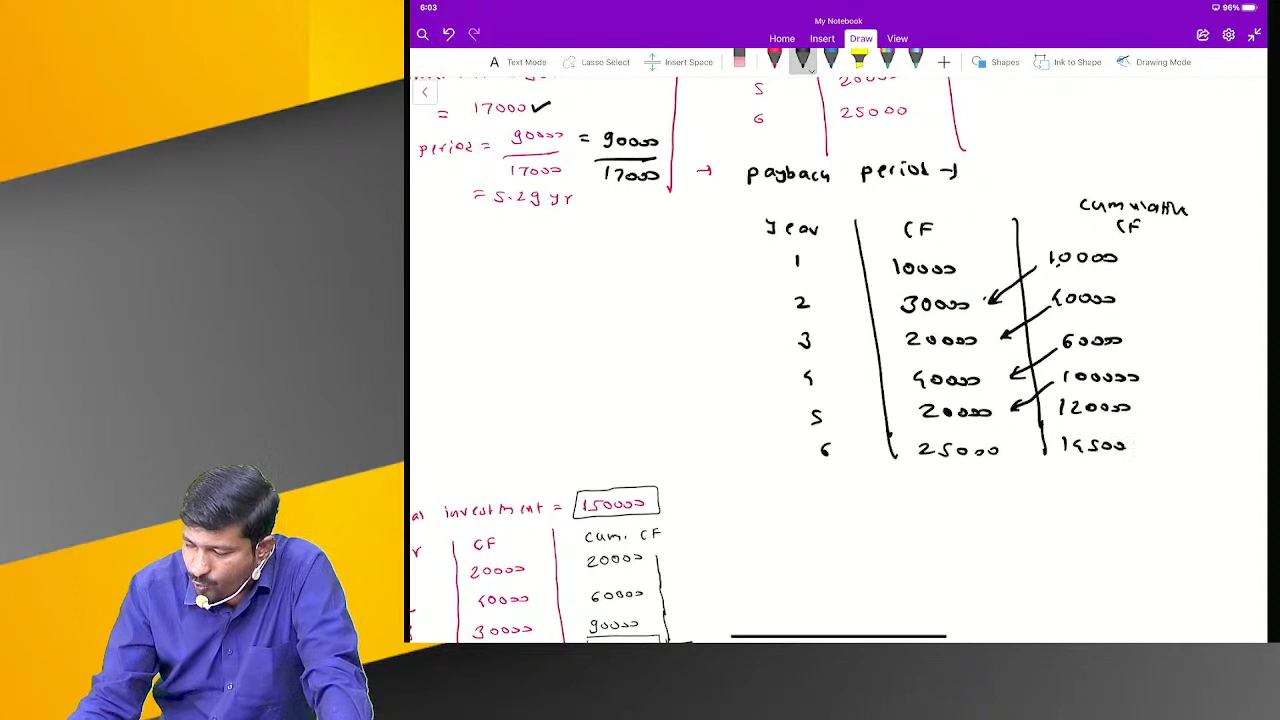 6:03
96%
My Notebook
Home Insert Draw View
Text Mode Lasso Select Insert Space Shapes Ink to Shape Drawing Mode
= 17000 ✓
period = 90000 / 17000 = 90000 / 17000
= 5.29 yr
5 20000
6 25000
→ payback period →
Year CF cumulative CF
1 10000 10000
2 30000 40000
3 20000 60000
4 40000 100000
5 20000 120000
6 25000 14500
investment = 150000
CF Cum. CF
20000 20000
40000 60000
30000 90000